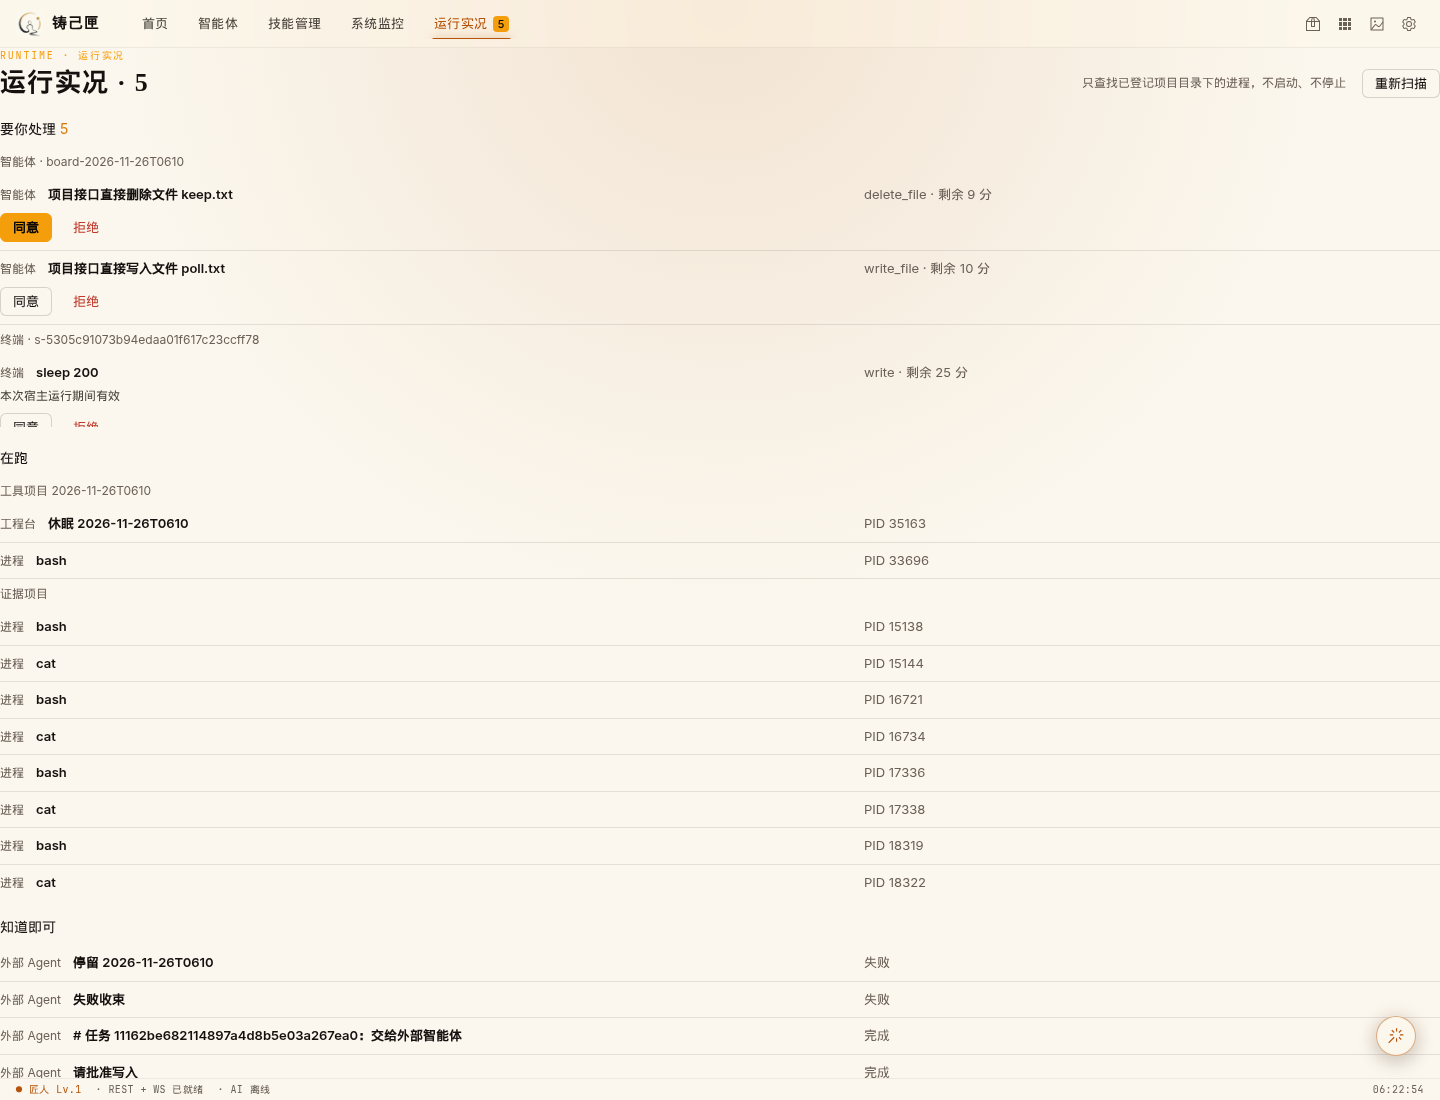 铸己匣 首页 智能体 技能管理 系统监控 运行实况 5
RUNTIME · 运行实况
运行实况 · 5
只查找已登记项目目录下的进程，不启动、不停止 重新扫描
要你处理 5
智能体 · board-2026-11-26T0610
智能体 项目接口直接删除文件 keep.txt delete_file · 剩余 9 分
同意 拒绝
智能体 项目接口直接写入文件 poll.txt write_file · 剩余 10 分
同意 拒绝
终端 · s-5305c91073b94edaa01f617c23ccff78
终端 sleep 200 write · 剩余 25 分
本次宿主运行期间有效
同意 拒绝
在跑
工具项目 2026-11-26T0610
工程台 休眠 2026-11-26T0610 PID 35163
进程 bash PID 33696
证据项目
进程 bash PID 15138
进程 cat PID 15144
进程 bash PID 16721
进程 cat PID 16734
进程 bash PID 17336
进程 cat PID 17338
进程 bash PID 18319
进程 cat PID 18322
知道即可
外部 Agent 停留 2026-11-26T0610 失败
外部 Agent 失败收束 失败
外部 Agent # 任务 11162be682114897a4d8b5e03a267ea0：交给外部智能体 完成
外部 Agent 请批准写入 完成
匠人 Lv.1 · REST + WS 已就绪 · AI 离线 06:22:54